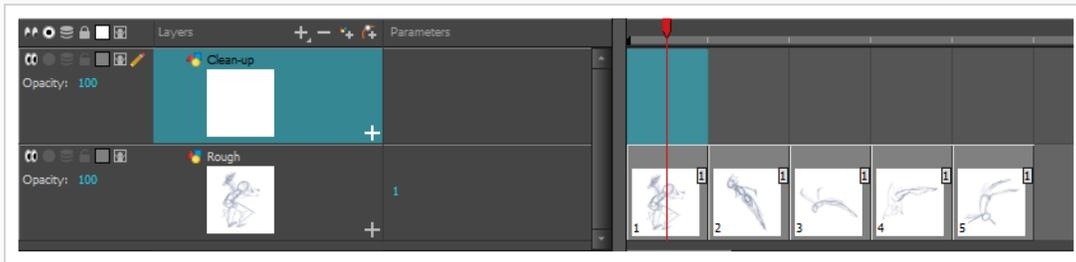 Layers Parameters
Clean-up
Opacity: 100
Rough
Opacity: 100
1
1 1 1 1 1
1 2 3 4 5